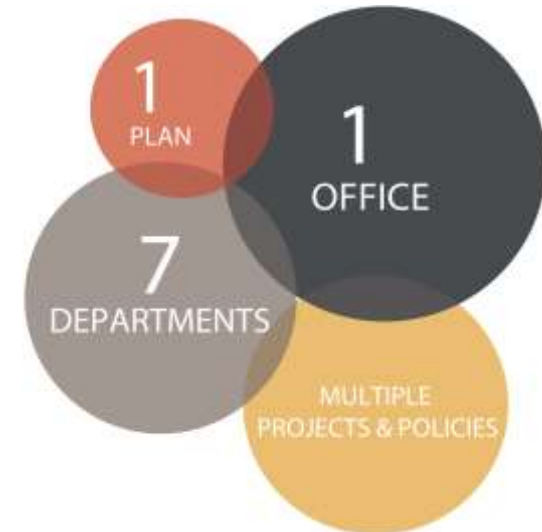 1
PLAN
1
OFFICE
7
DEPARTMENTS
MULTIPLE
PROJECTS & POLICIES